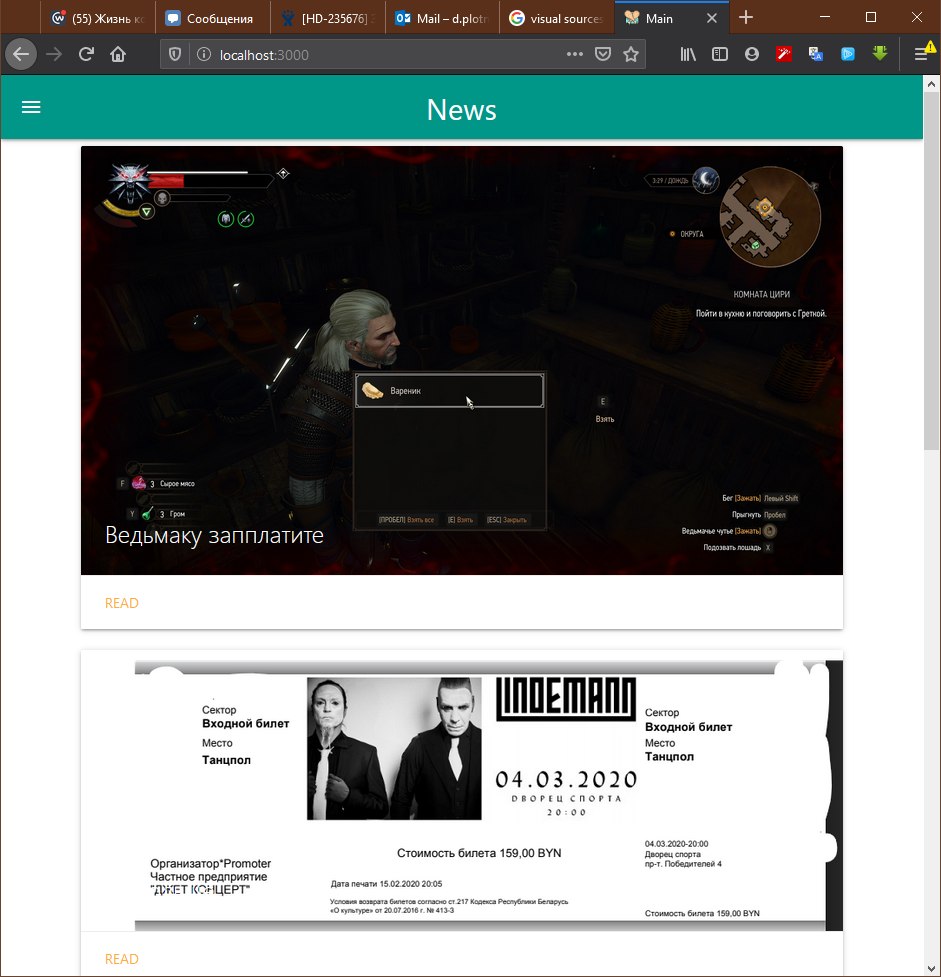 (55) Жизнь ко
Сообщения
[HD-235676]
Mail – d.plotn
visual sources
Main
localhost:3000
News
3:29 / ДОЖДЬ
ОКРУГА
КОМНАТА ЦИРИ
Пойти в кухню и поговорить с Греткой.
Вареник
E
Взять
F 3 Сырое мясо
Y 3 Гром
[ПРОБЕЛ] Взять все [E] Взять [ESC] Закрыть
Бег [Зажать] Левый Shift
Прыгнуть Пробел
Ведьмачье чутье [Зажать]
Подозвать лошадь X
Ведьмаку запплатите
READ
Сектор
Входной билет
Место
Танцпол
LINDEMANN
04.03.2020
ДВОРЕЦ СПОРТА
20:00
Сектор
Входной билет
Место
Танцпол
Стоимость билета 159,00 BYN
04.03.2020-20:00
Дворец спорта
пр-т. Победителей 4
Организатор*Promoter
Частное предприятие
Дата печати 15.02.2020 20:05
Условия возврата билетов согласно ст.217 Кодекса Республики Беларусь
«О культуре» от 20.07.2016 г. № 413-3
Стоимость билета 159,00 BYN
READ